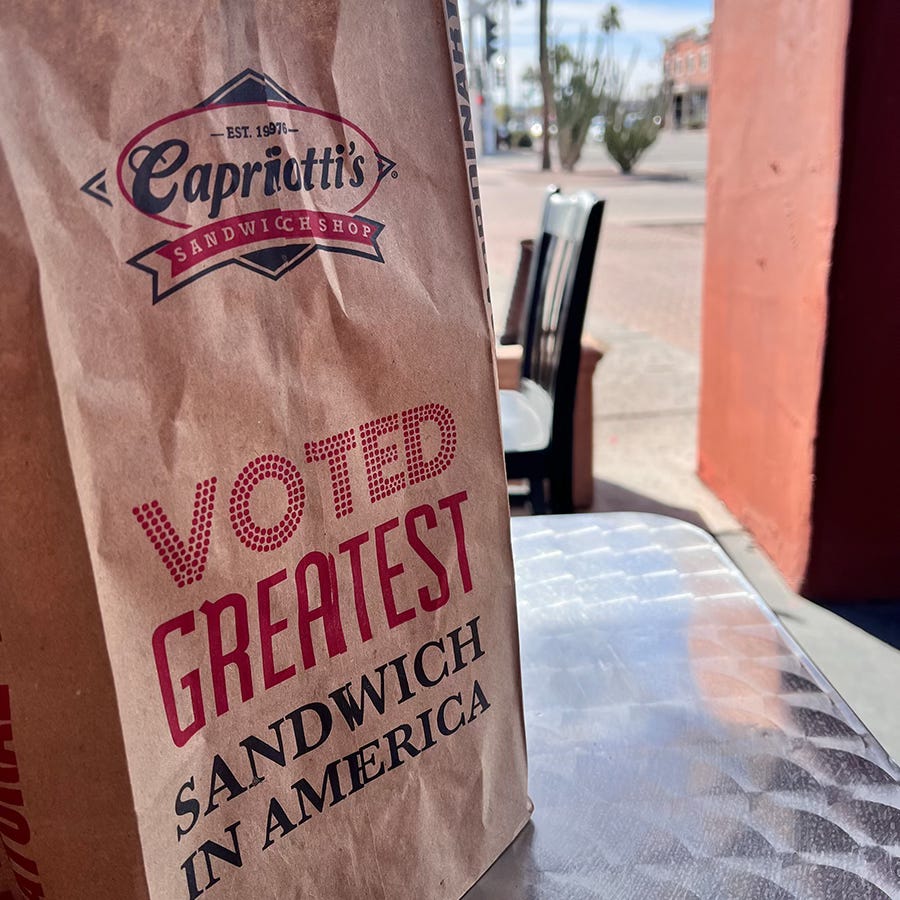 EST. 1976
Capriotti's
SANDWICH SHOP
VOTED
GREATEST
SANDWICH
IN AMERICA